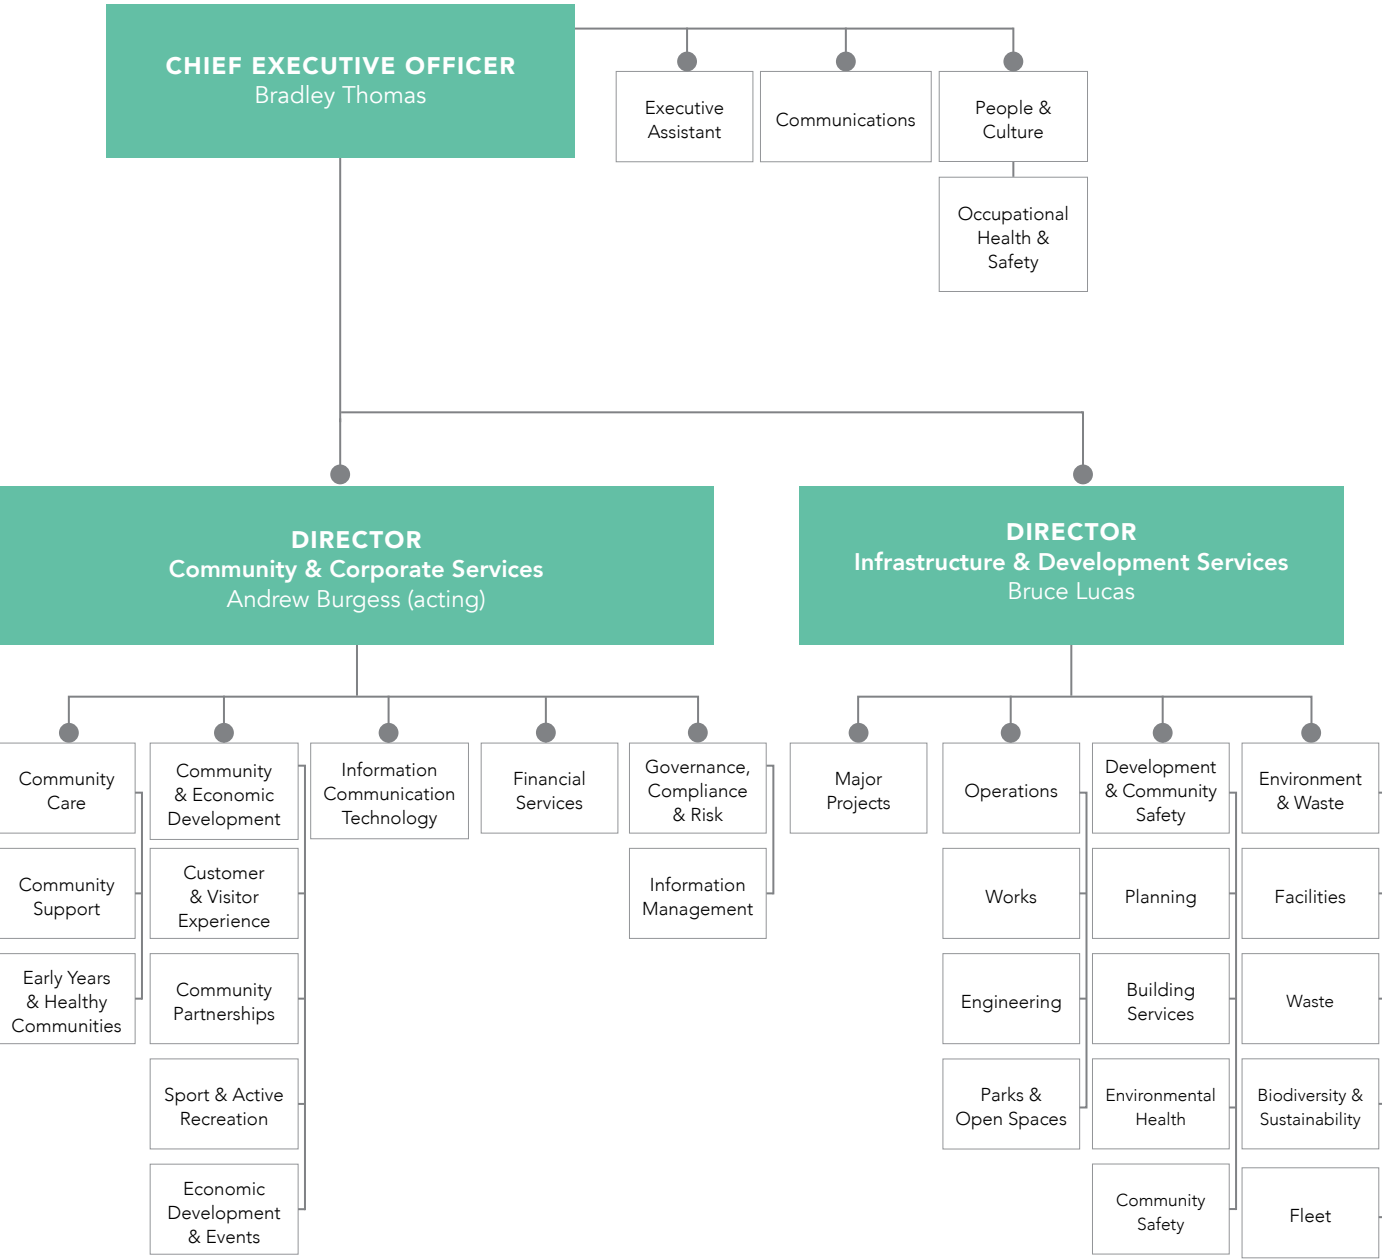 CHIEF EXECUTIVE OFFICER
Bradley Thomas
Executive
Assistant
Communications
People &
Culture
Occupational
Health &
Safety
DIRECTOR
Community & Corporate Services
Andrew Burgess (acting)
DIRECTOR
Infrastructure & Development Services
Bruce Lucas
Community
Care
Community
Support
Early Years
& Healthy
Communities
Community
& Economic
Development
Customer
& Visitor
Experience
Community
Partnerships
Sport & Active
Recreation
Economic
Development
& Events
Information
Communication
Technology
Financial
Services
Governance,
Compliance
& Risk
Information
Management
Major
Projects
Operations
Works
Engineering
Parks &
Open Spaces
Development
& Community
Safety
Planning
Building
Services
Environmental
Health
Community
Safety
Environment
& Waste
Facilities
Waste
Biodiversity &
Sustainability
Fleet